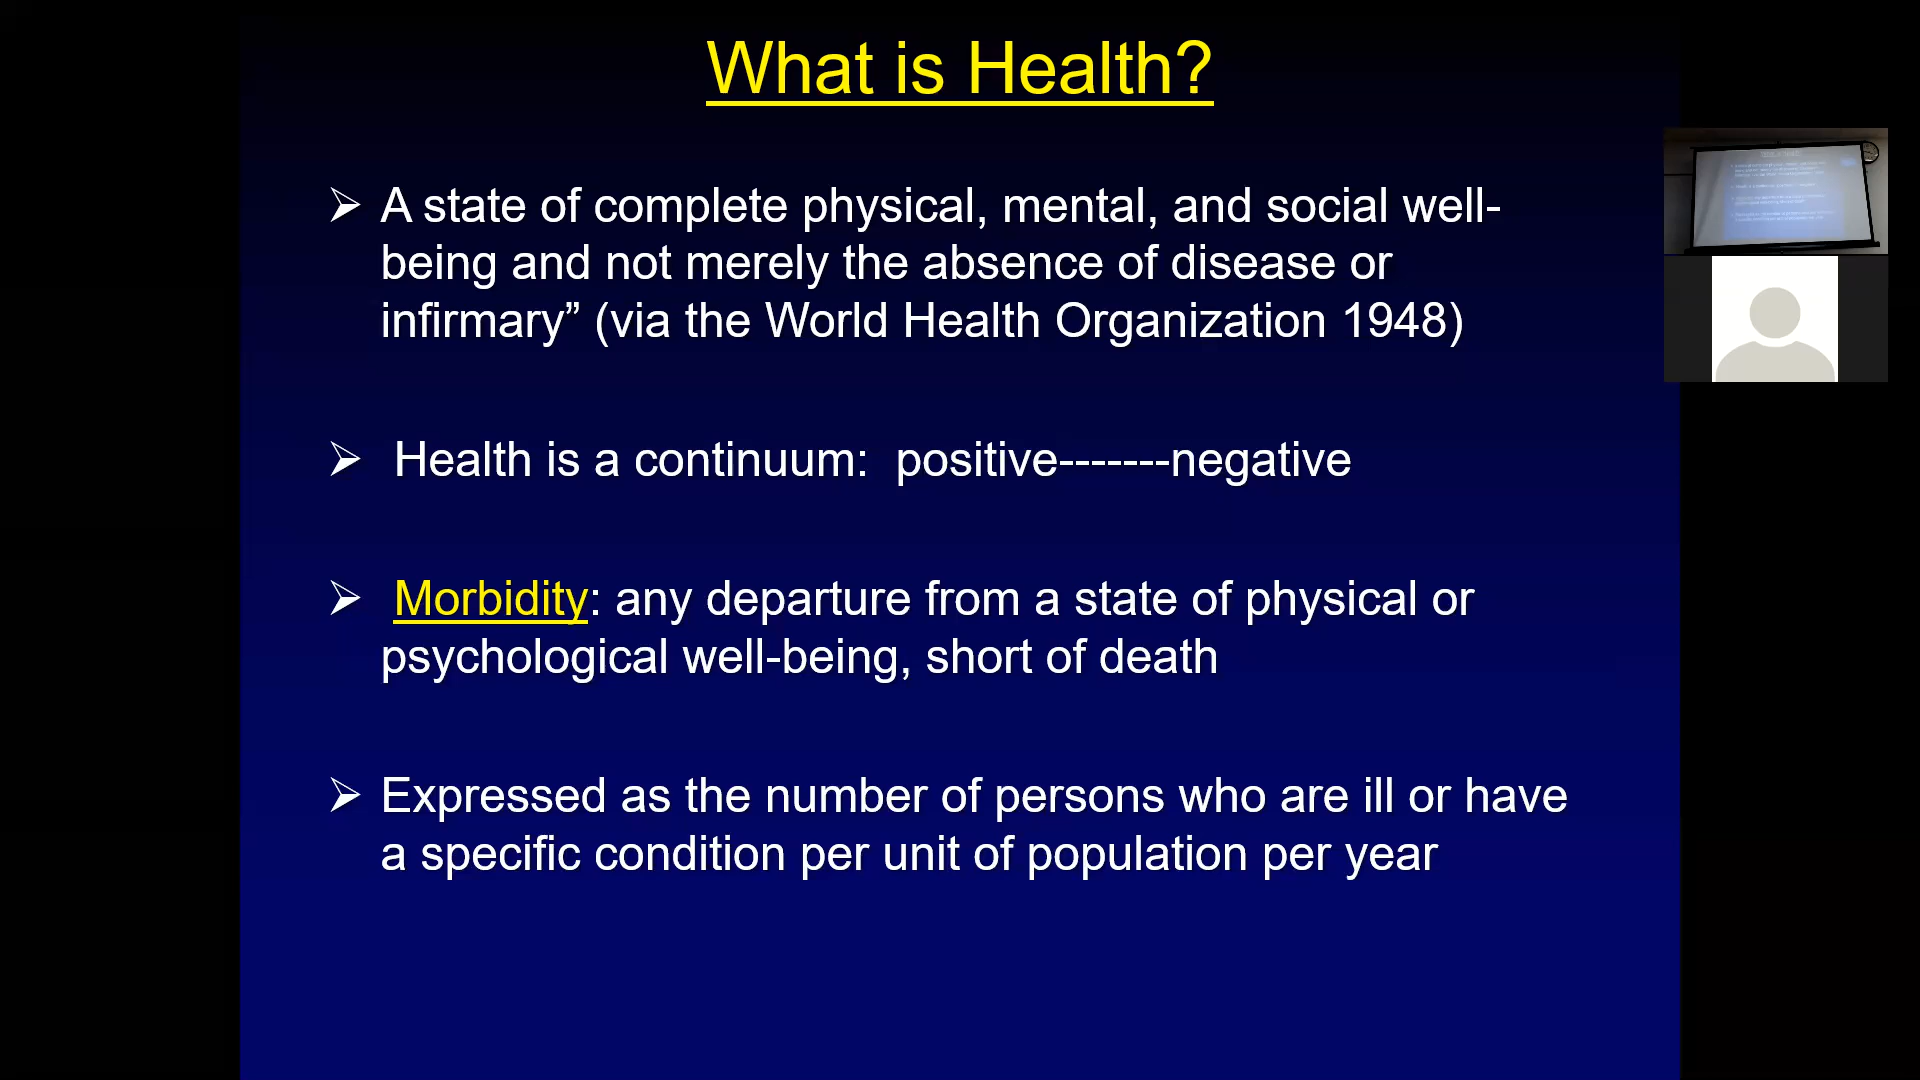 What is Health?
➢ A state of complete physical, mental, and social well-
being and not merely the absence of disease or
infirmary” (via the World Health Organization 1948)
➢ Health is a continuum:  positive-------negative
➢ Morbidity: any departure from a state of physical or
psychological well-being, short of death
➢ Expressed as the number of persons who are ill or have
a specific condition per unit of population per year